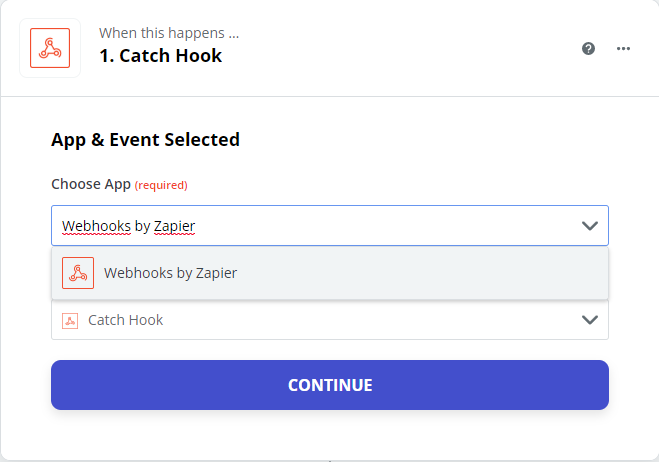 When this happens ...
1. Catch Hook
App & Event Selected
Choose App (required)
Webhooks by Zapier
Webhooks by Zapier
Catch Hook
CONTINUE